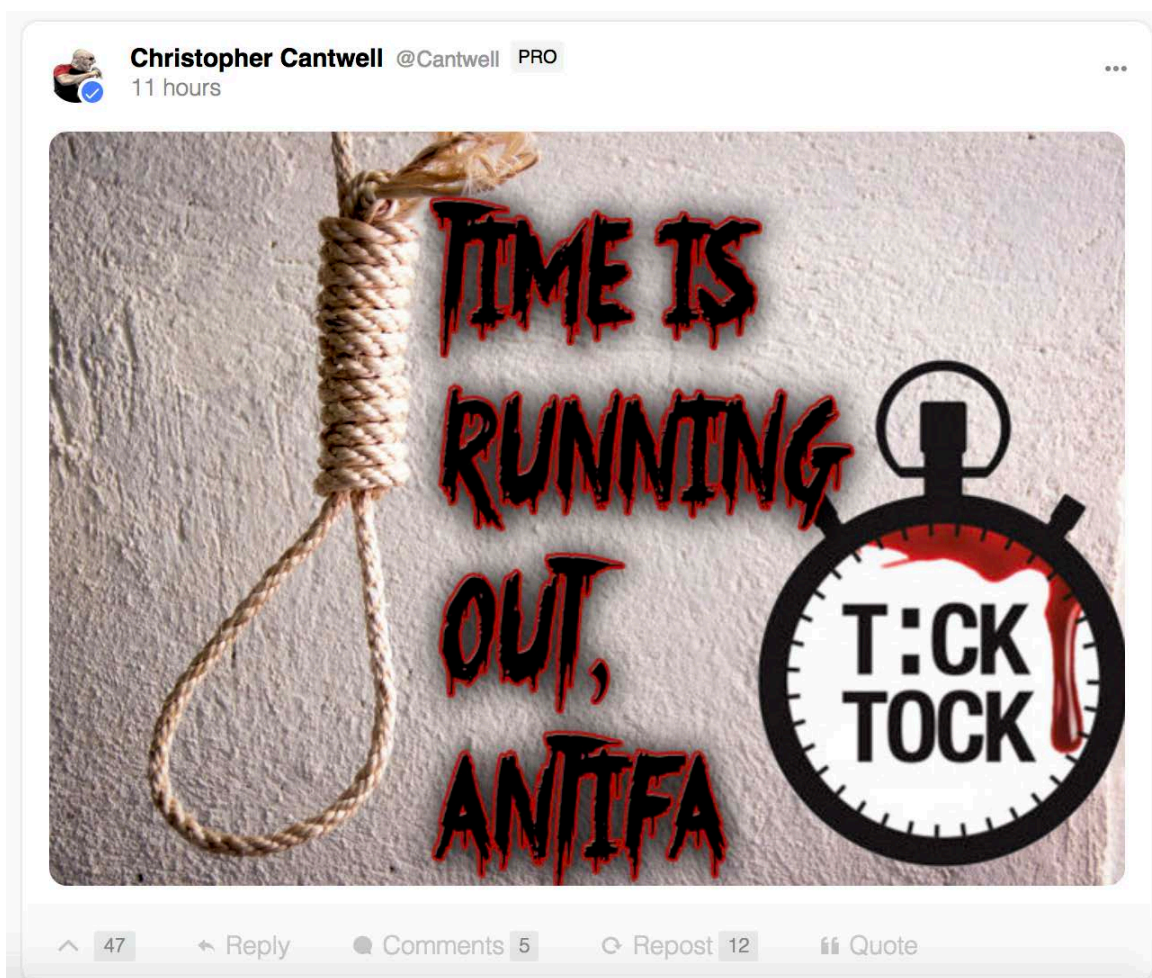 Christopher Cantwell @Cantwell PRO
11 hours
TIME IS
RUNNING
OUT,
ANTIFA
T:CK
TOCK
47 Reply Comments 5 Repost 12 Quote